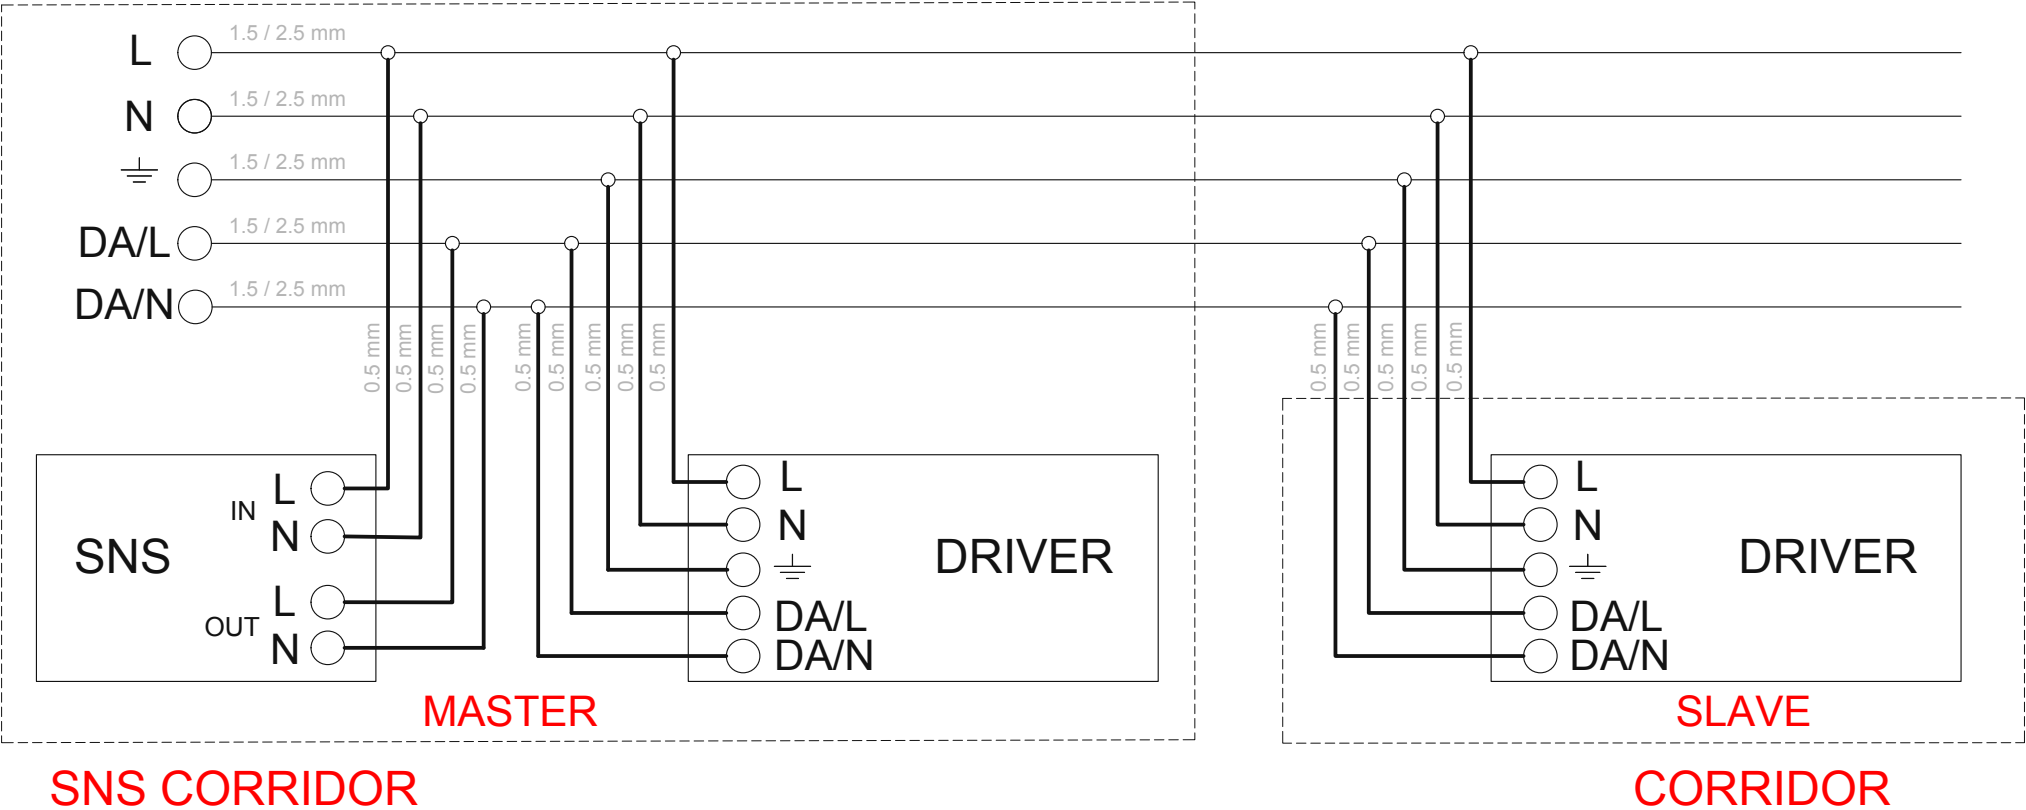 L 1.5 / 2.5 mm
N 1.5 / 2.5 mm
1.5 / 2.5 mm
DA/L 1.5 / 2.5 mm
DA/N 1.5 / 2.5 mm
0.5 mm
0.5 mm
0.5 mm
0.5 mm
0.5 mm
0.5 mm
0.5 mm
0.5 mm
0.5 mm
0.5 mm
0.5 mm
0.5 mm
0.5 mm
0.5 mm
SNS
IN
L
N
OUT
L
N
L
N
DA/L
DA/N
DRIVER
MASTER
L
N
DA/L
DA/N
DRIVER
SLAVE
SNS CORRIDOR
CORRIDOR